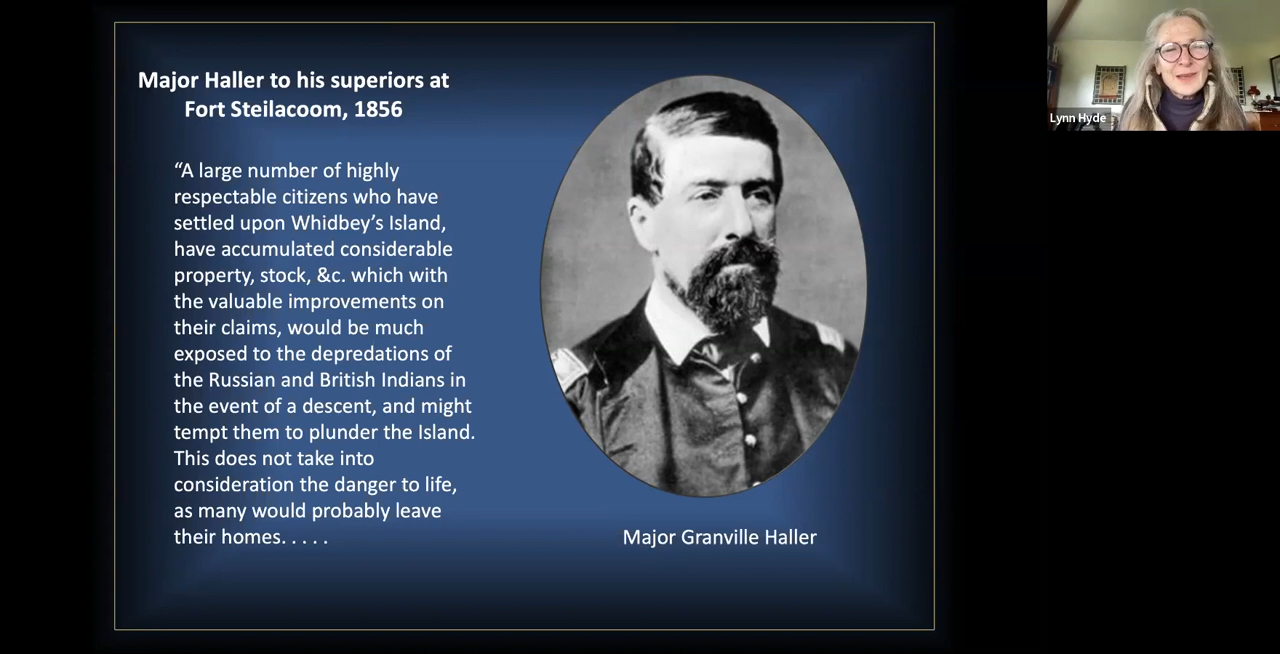 Major Haller to his superiors at
Fort Steilacoom, 1856
“A large number of highly
respectable citizens who have
settled upon Whidbey’s Island,
have accumulated considerable
property, stock, &c. which with
the valuable improvements on
their claims, would be much
exposed to the depredations of
the Russian and British Indians in
the event of a descent, and might
tempt them to plunder the Island.
This does not take into
consideration the danger to life,
as many would probably leave
their homes. . . . .
Major Granville Haller
Lynn Hyde